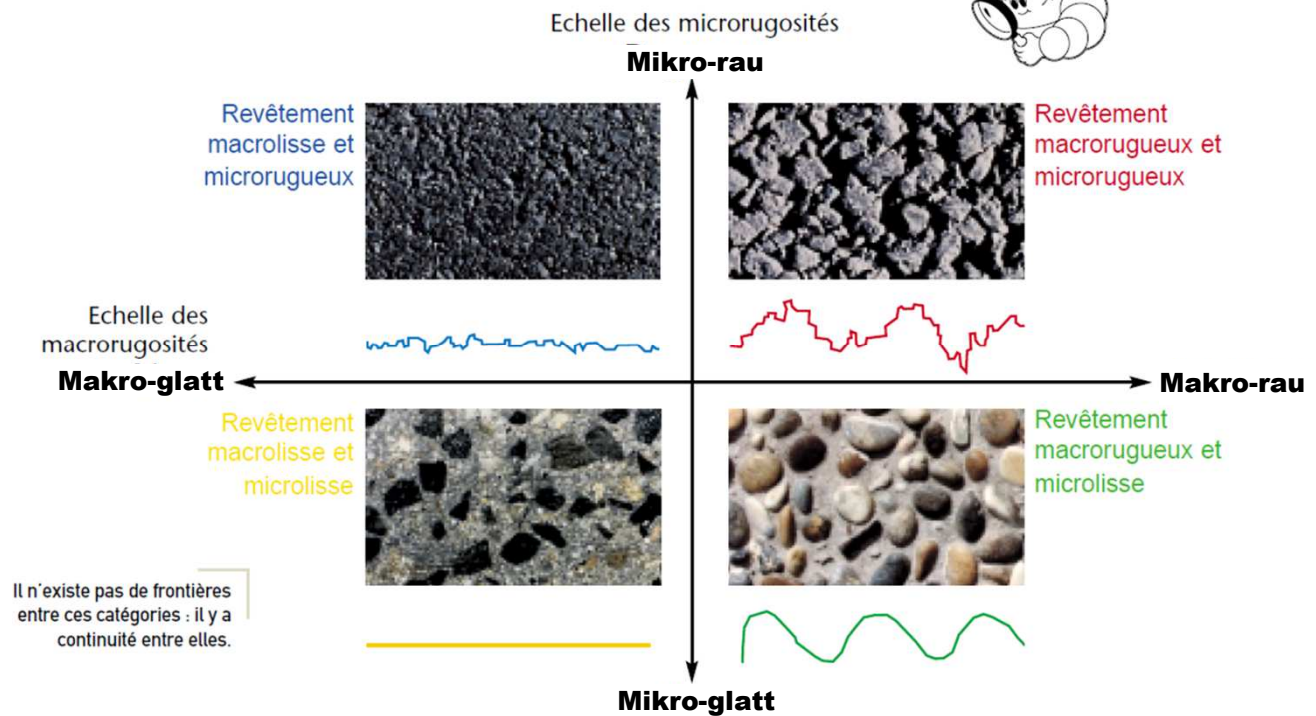 Echelle des microrugosités
Mikro-rau
Revêtement
macrolisse et
microrugueux
Revêtement
macrorugueux et
microrugueux
Echelle des
macrorugosités
Makro-glatt
Makro-rau
Revêtement
macrolisse et
microlisse
Revêtement
macrorugueux et
microlisse
Il n'existe pas de frontières
entre ces catégories : il y a
continuité entre elles.
Mikro-glatt